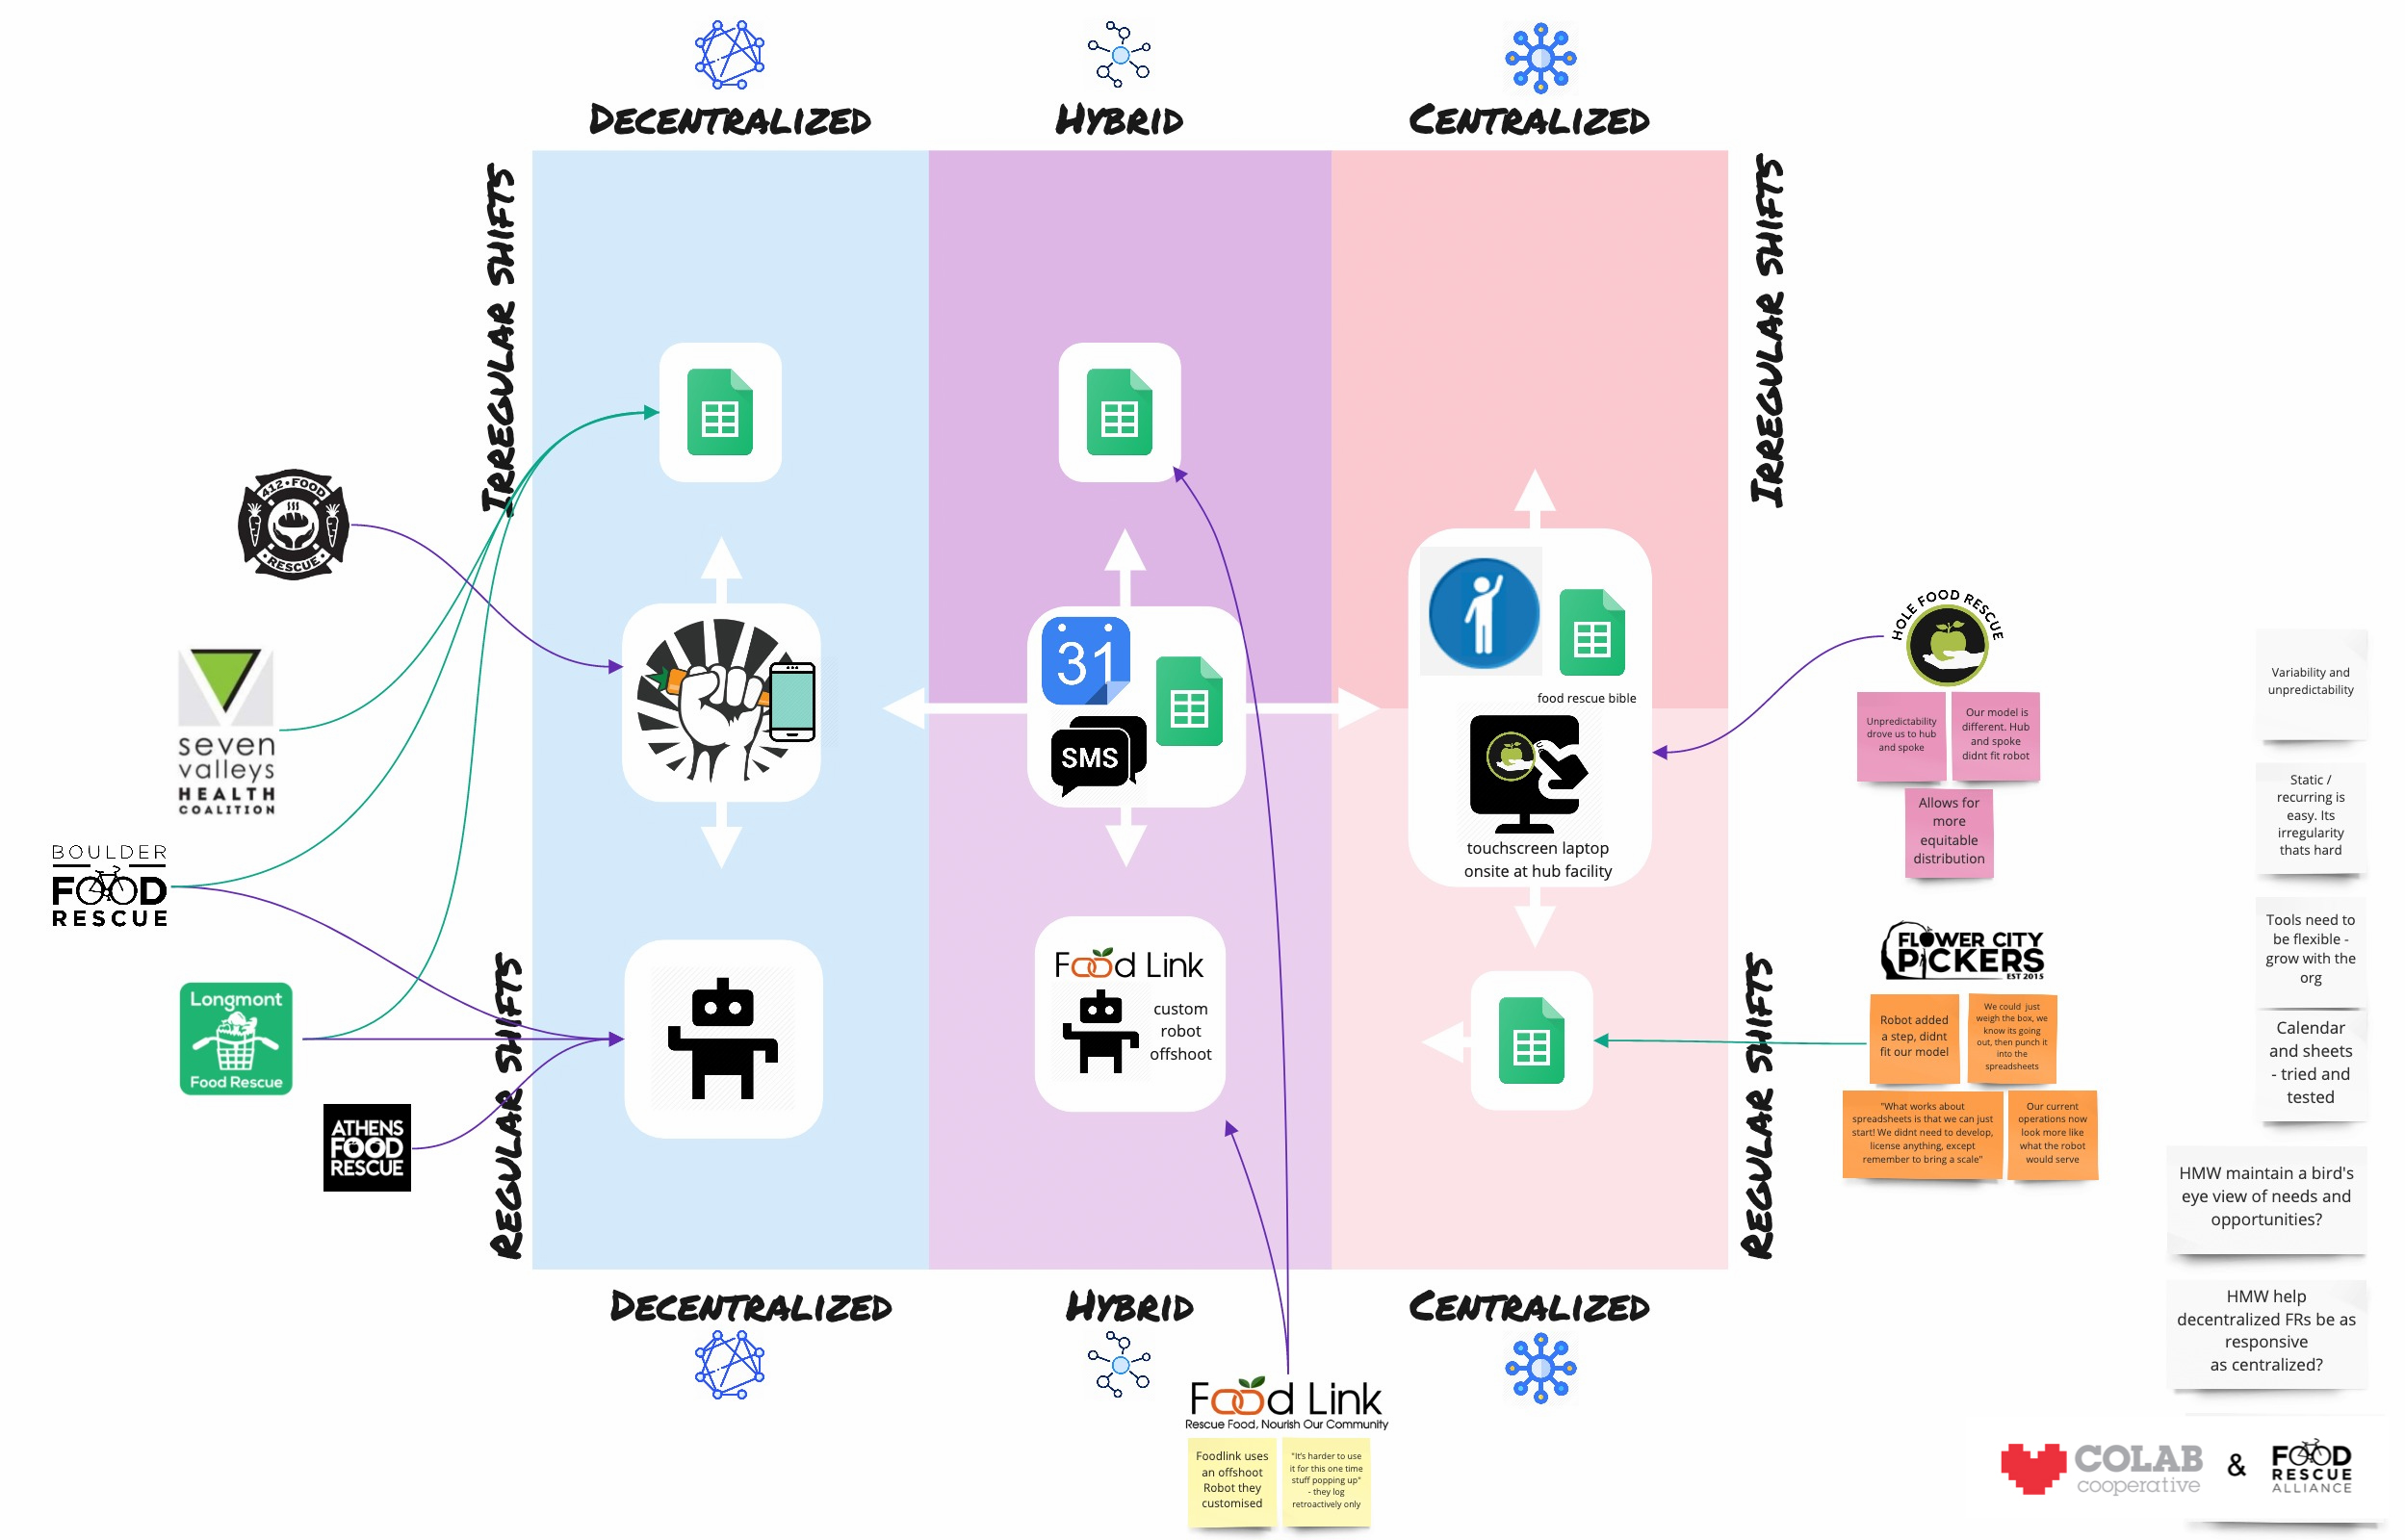 DECENTRALIZED
HYBRID
CENTRALIZED
IRREGULAR SHIFTS
IRREGULAR SHIFTS
412 • FOOD
• RESCUE •
31
SMS
food rescue bible
touchscreen laptop
onsite at hub facility
seven
valleys
HEALTH
COALITION
BOULDER
FOOD
RESCUE
Longmont
Food Rescue
ATHENS
FOOD
RESCUE
REGULAR SHIFTS
REGULAR SHIFTS
Food Link
custom
robot
offshoot
HOLE FOOD RESCUE
Unpredictability
drove us to hub
and spoke
Our model is
different. Hub
and spoke
didnt fit robot
Allows for
more
equitable
distribution
FLOWER CITY
PICKERS
EST 2015
Robot added
a step, didnt
fit our model
We could just
weigh the box, we
know its going
out, then punch it
into the
spreadsheets
"What works about
spreadsheets is that we can just
start! We didnt need to develop,
license anything, except
remember to bring a scale"
Our current
operations now
look more like
what the robot
would serve
Variability and
unpredictability
Static /
recurring is
easy. Its
irregularity
thats hard
Tools need to
be flexible -
grow with the
org
Calendar
and sheets
- tried and
tested
HMW maintain a bird's
eye view of needs and
opportunities?
HMW help
decentralized FRs be as
responsive
as centralized?
DECENTRALIZED
HYBRID
CENTRALIZED
Food Link
Rescue Food, Nourish Our Community
Foodlink uses
an offshoot
Robot they
customised
"It's harder to use
it for this one time
stuff popping up"
- they log
retroactively only
COLAB
cooperative
&
FOOD
RESCUE
ALLIANCE